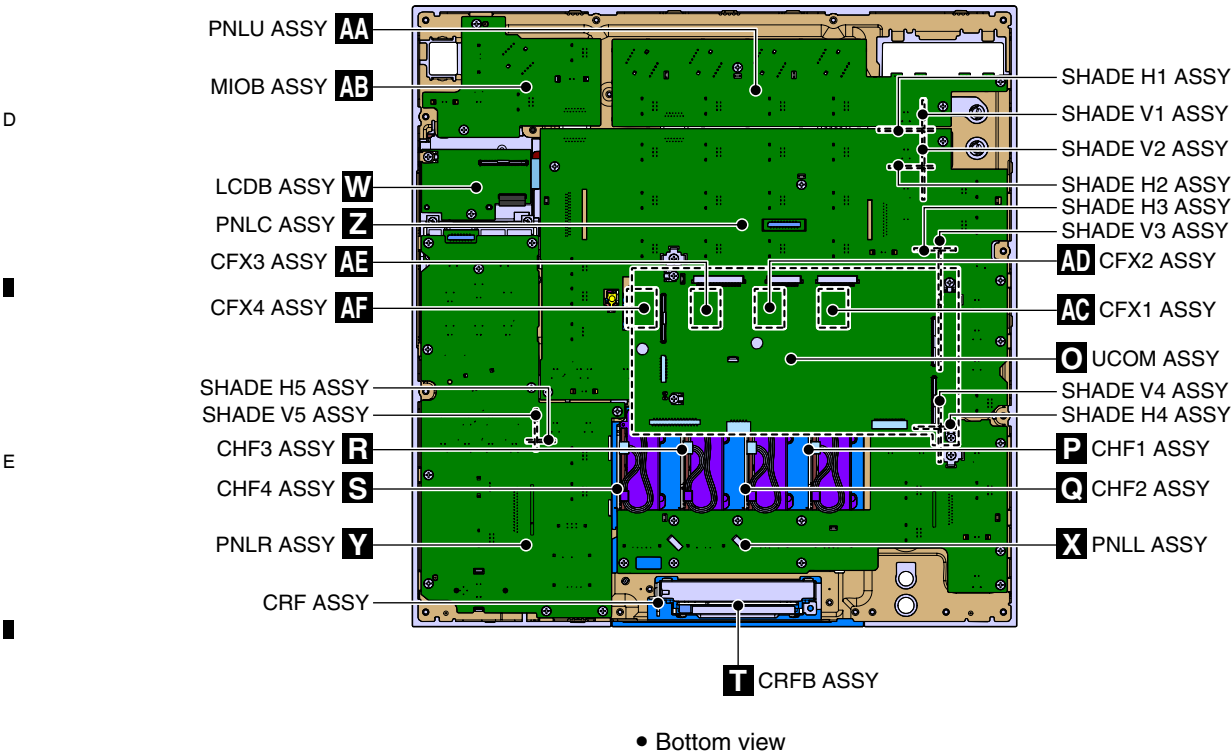 PNLU ASSY AA
MIOB ASSY AB
D
LCDB ASSY W
PNLC ASSY Z
CFX3 ASSY AE
CFX4 ASSY AF
SHADE H5 ASSY
SHADE V5 ASSY
CHF3 ASSY R
E
CHF4 ASSY S
PNLR ASSY Y
CRF ASSY
SHADE H1 ASSY
SHADE V1 ASSY
SHADE V2 ASSY
SHADE H2 ASSY
SHADE H3 ASSY
SHADE V3 ASSY
AD CFX2 ASSY
AC CFX1 ASSY
O UCOM ASSY
SHADE V4 ASSY
SHADE H4 ASSY
P CHF1 ASSY
Q CHF2 ASSY
X PNLL ASSY
T CRFB ASSY
• Bottom view